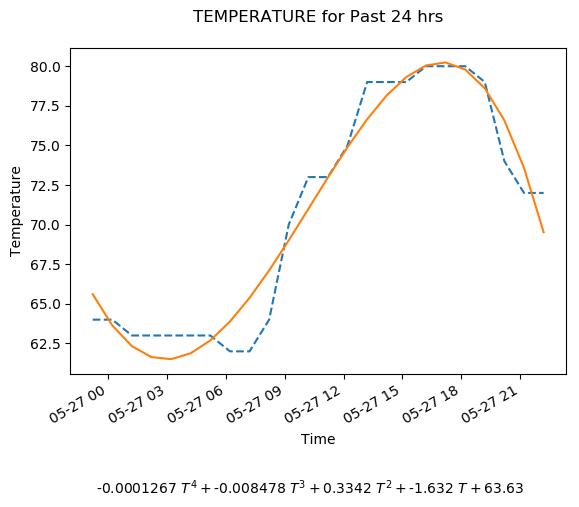 TEMPERATURE for Past 24 hrs
80.0
77.5
75.0
72.5
70.0
67.5
65.0
62.5
Temperature
05-27 00 05-27 03 05-27 06 05-27 09 05-27 12 05-27 15 05-27 18 05-27 21
Time
-0.0001267 T⁴ + -0.008478 T³ + 0.3342 T² + -1.632 T + 63.63